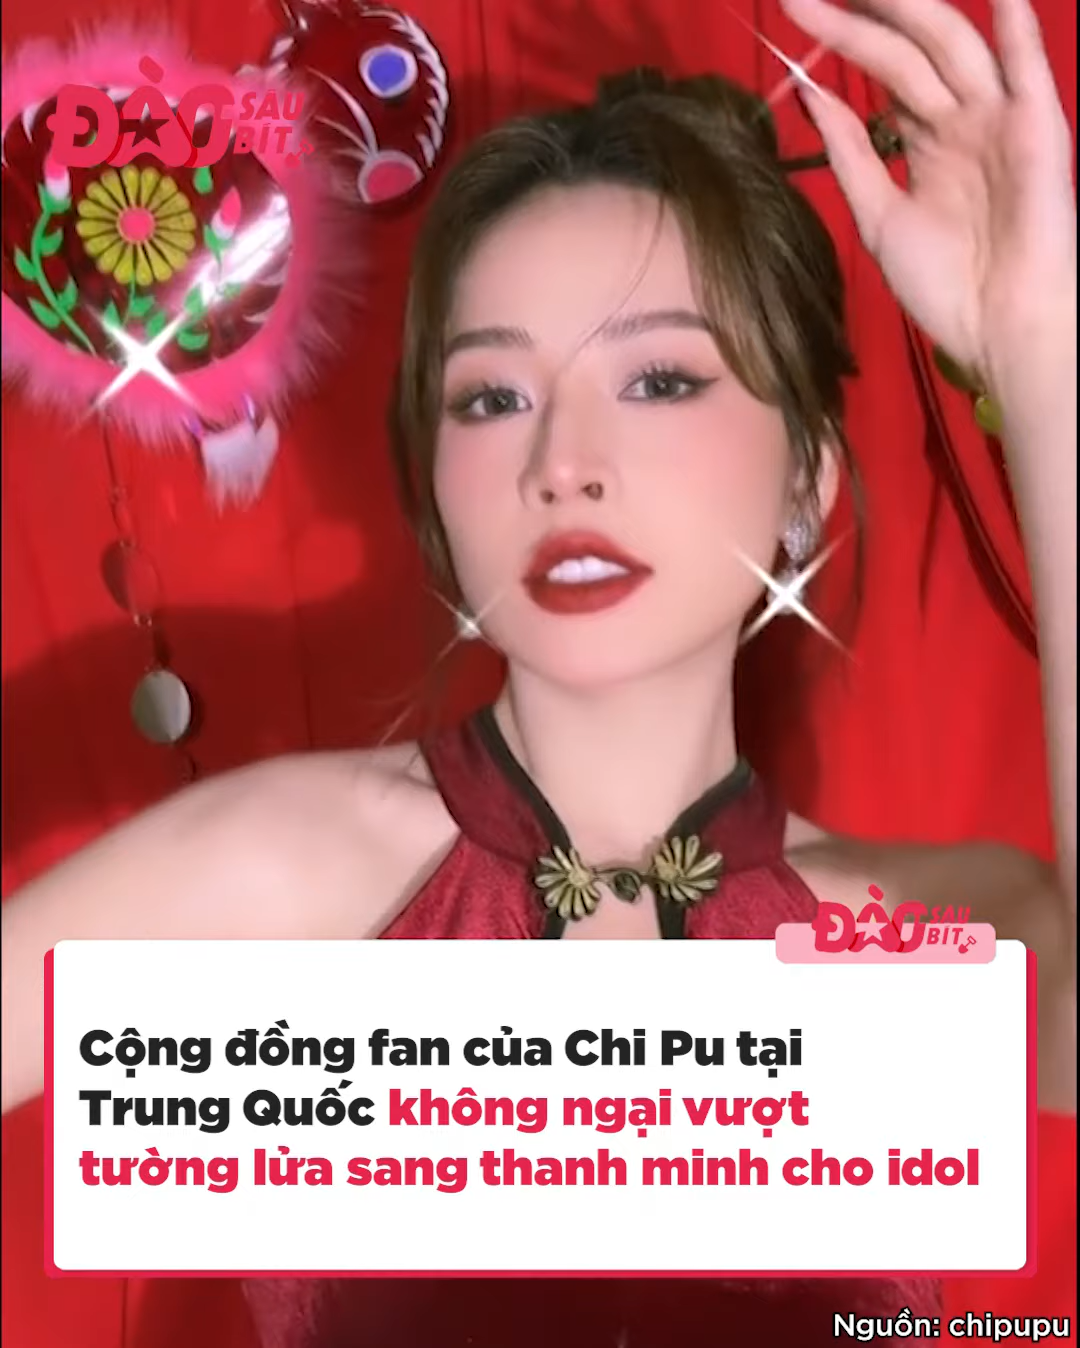 ĐÀO SÂU BÍT
ĐÀO SÂU BÍT
Cộng đồng fan của Chi Pu tại
Trung Quốc không ngại vượt
tường lửa sang thanh minh cho idol
Nguồn: chipupu